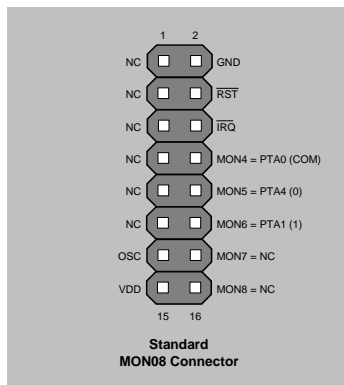 1 2
NC GND
NC RST
NC IRQ
NC MON4 = PTA0 (COM)
NC MON5 = PTA4 (0)
NC MON6 = PTA1 (1)
OSC MON7 = NC
VDD MON8 = NC
15 16
Standard
MON08 Connector